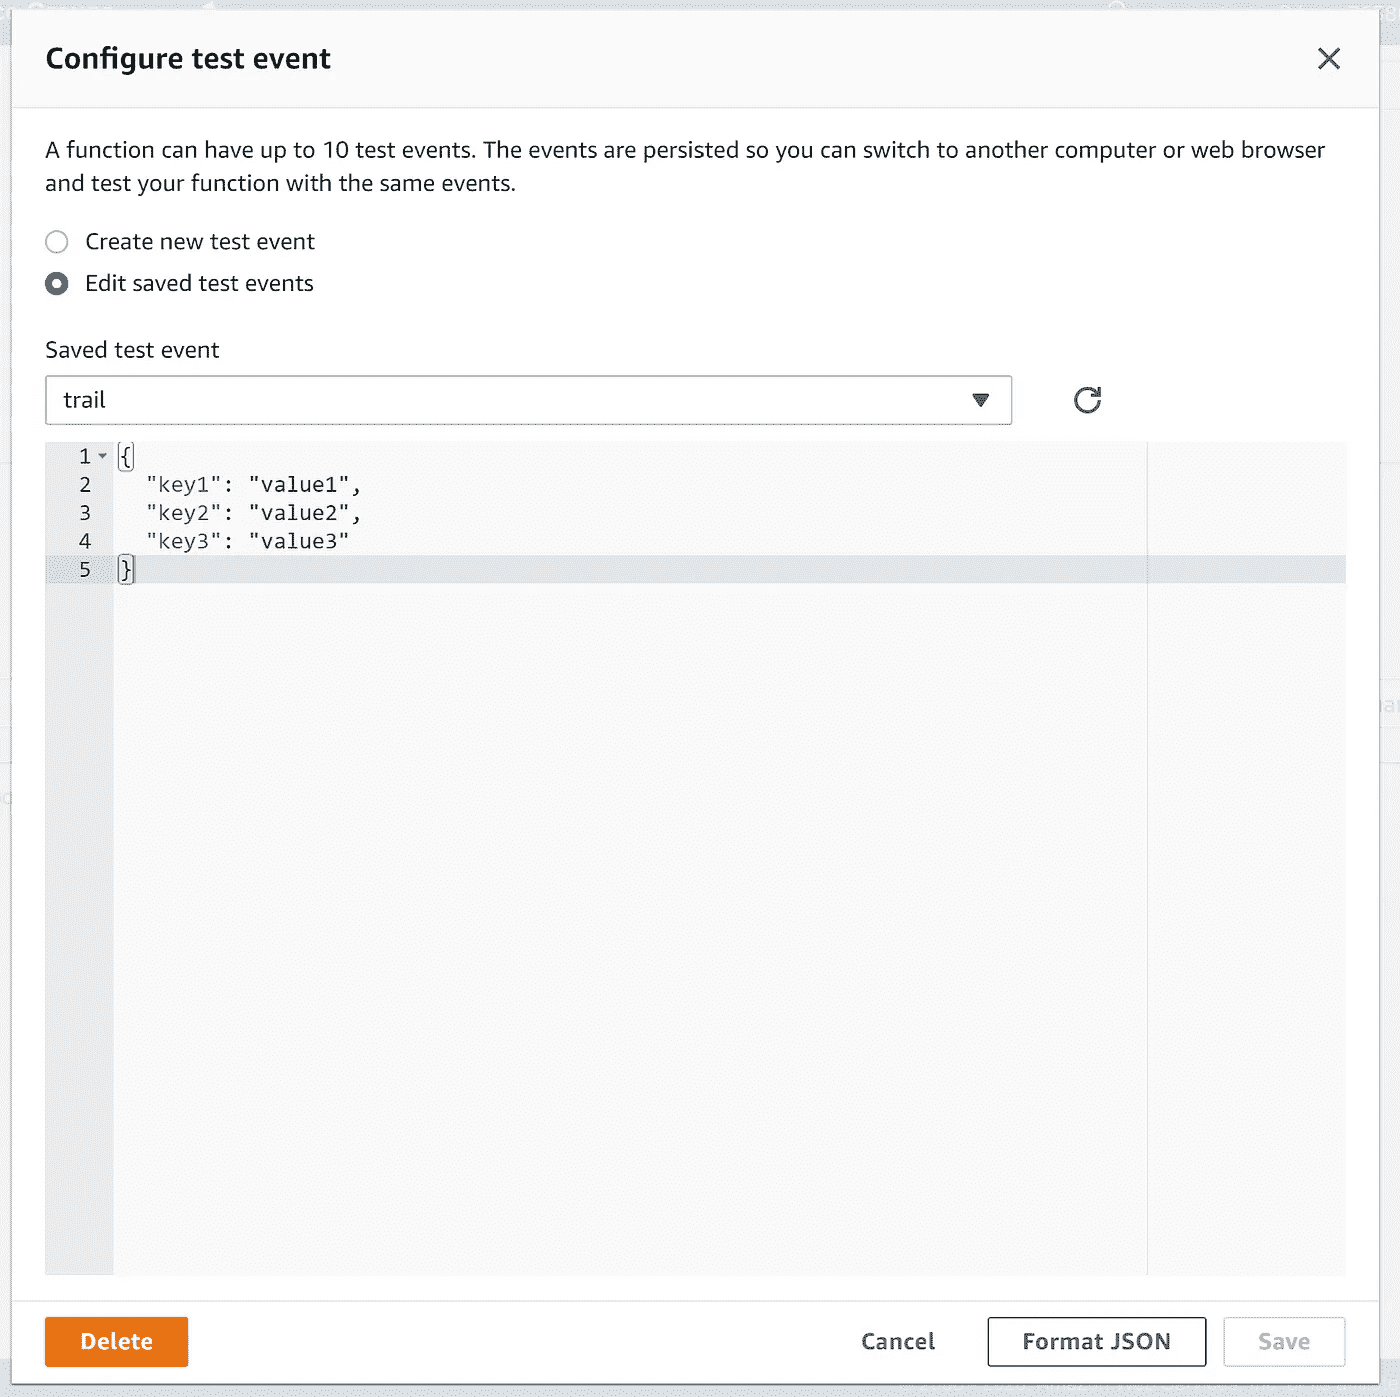 Configure test event
A function can have up to 10 test events. The events are persisted so you can switch to another computer or web browser
and test your function with the same events.
Create new test event
Edit saved test events
Saved test event
trail
1 {
2 "key1": "value1",
3 "key2": "value2",
4 "key3": "value3"
5 }
Delete
Cancel
Format JSON
Save